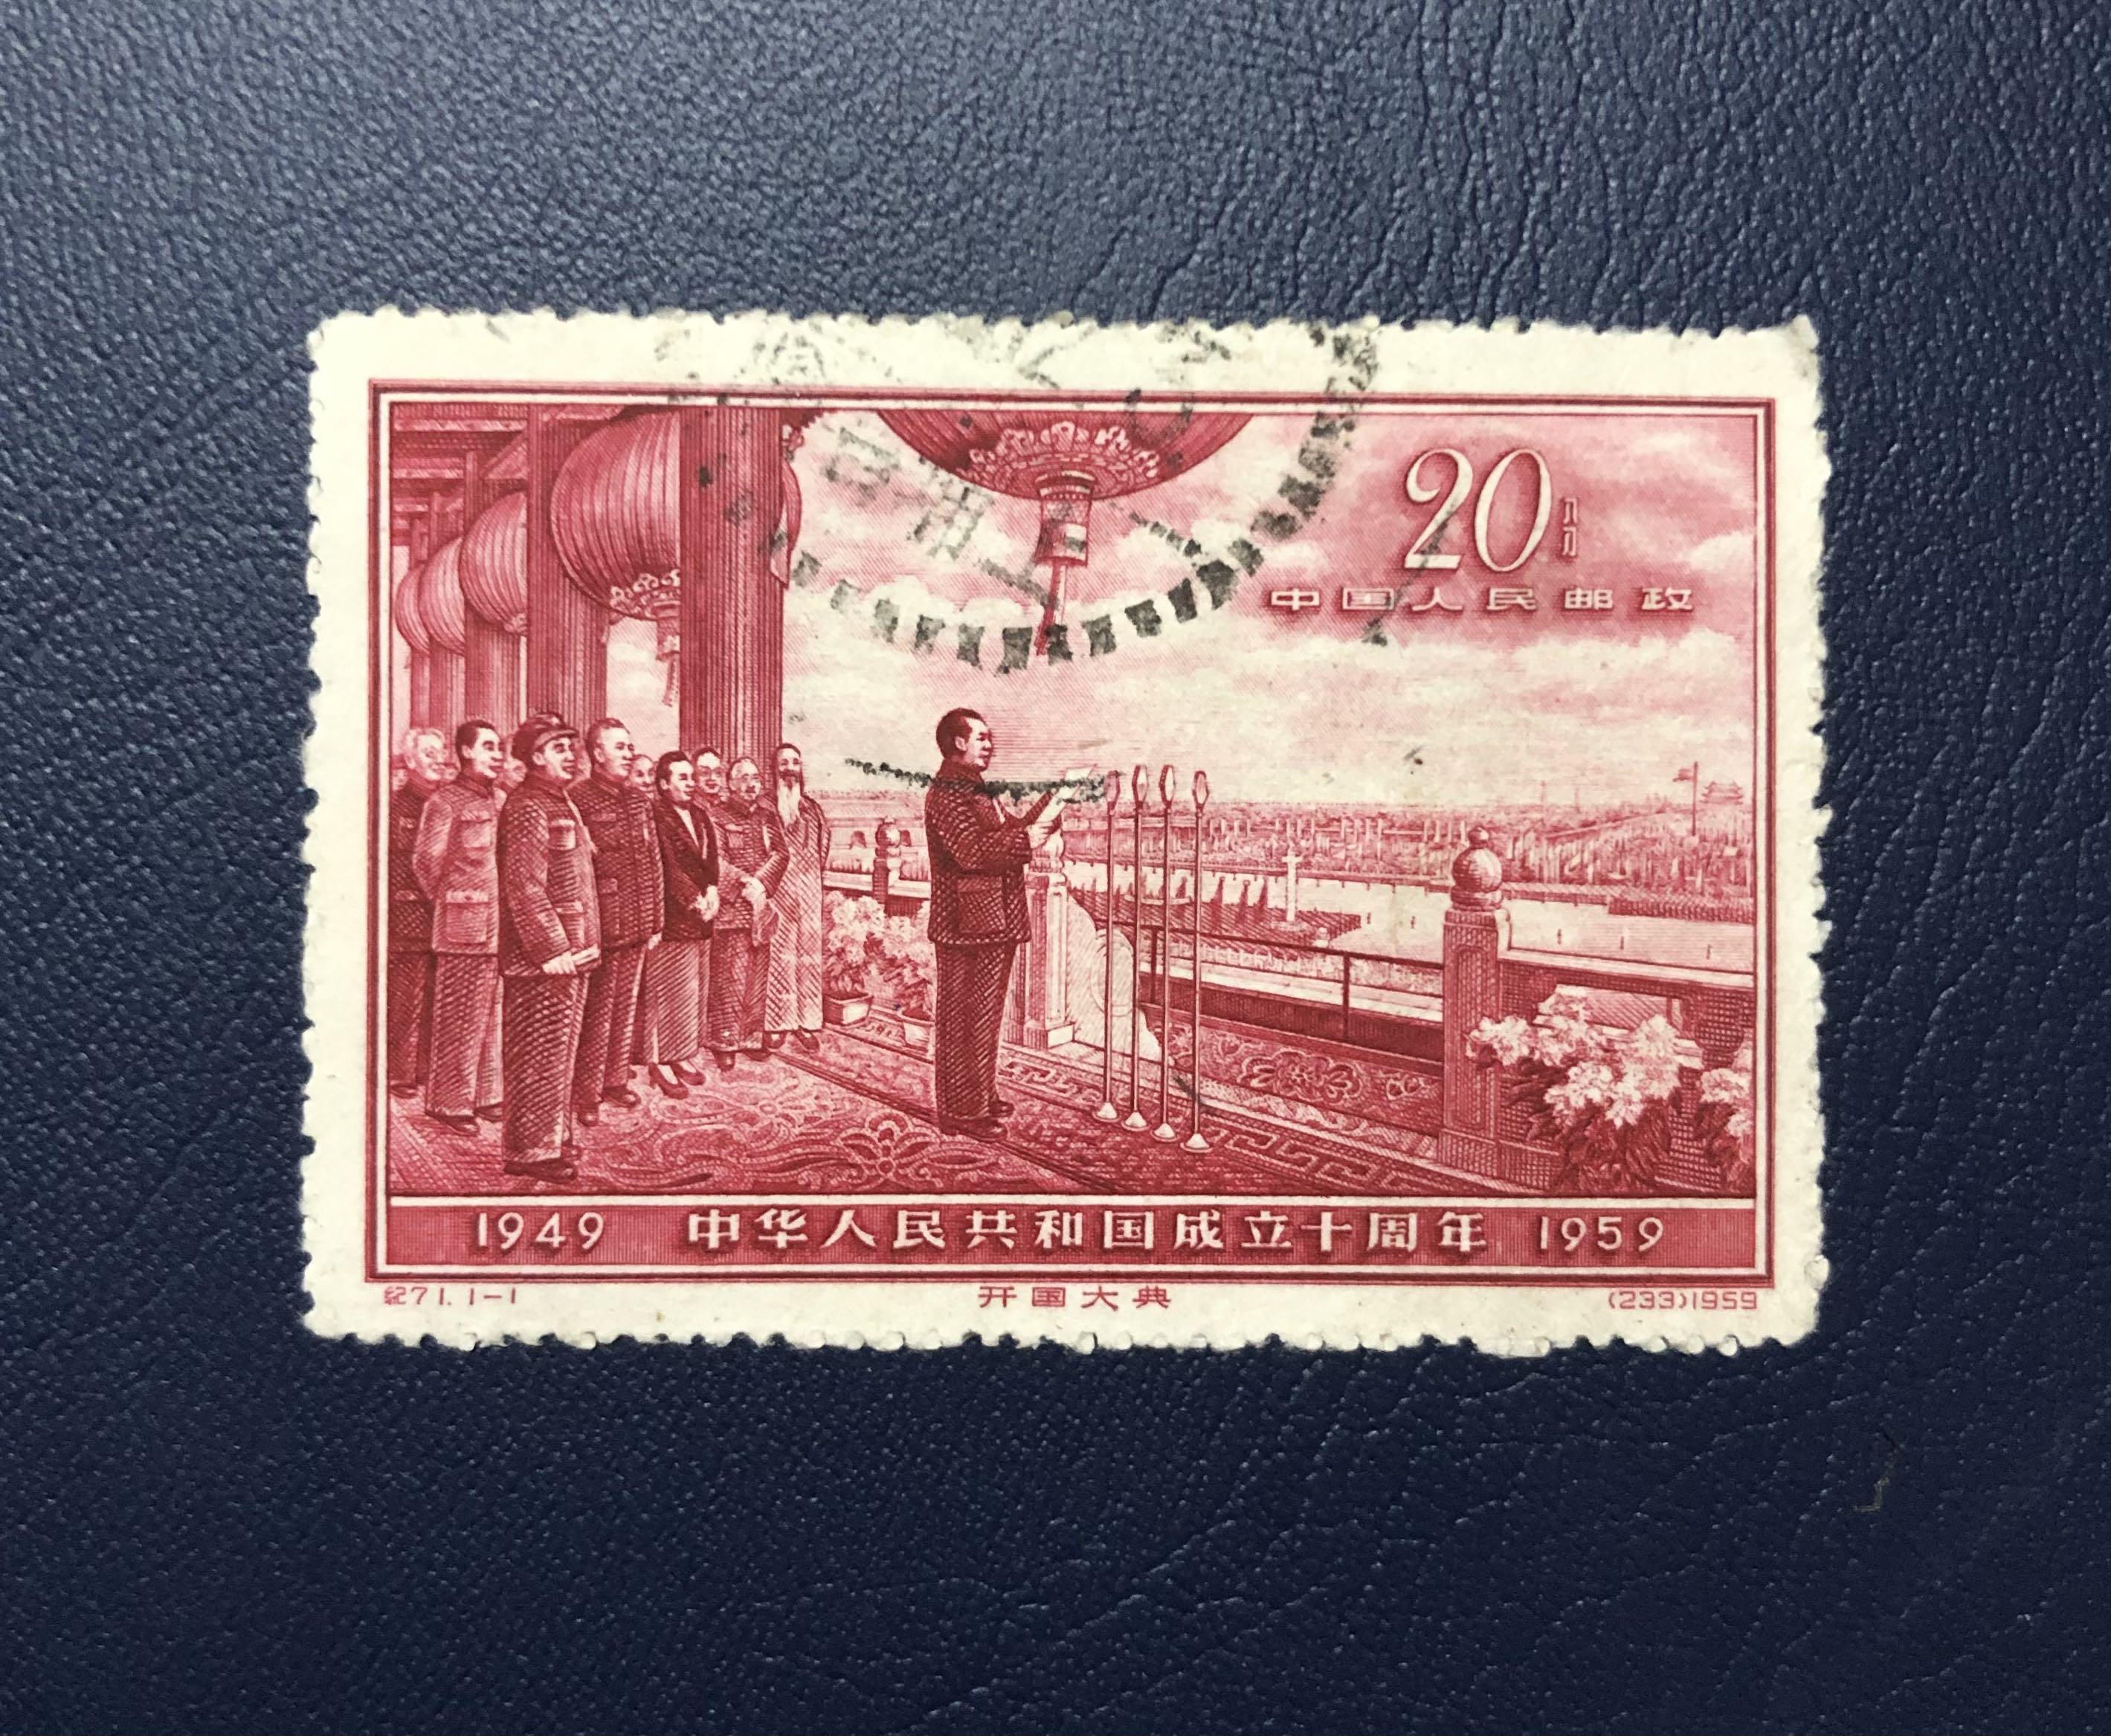 20分
中国人民邮政
1949 中华人民共和国成立十周年 1959
纪71.1-1 开国大典 (233)1959